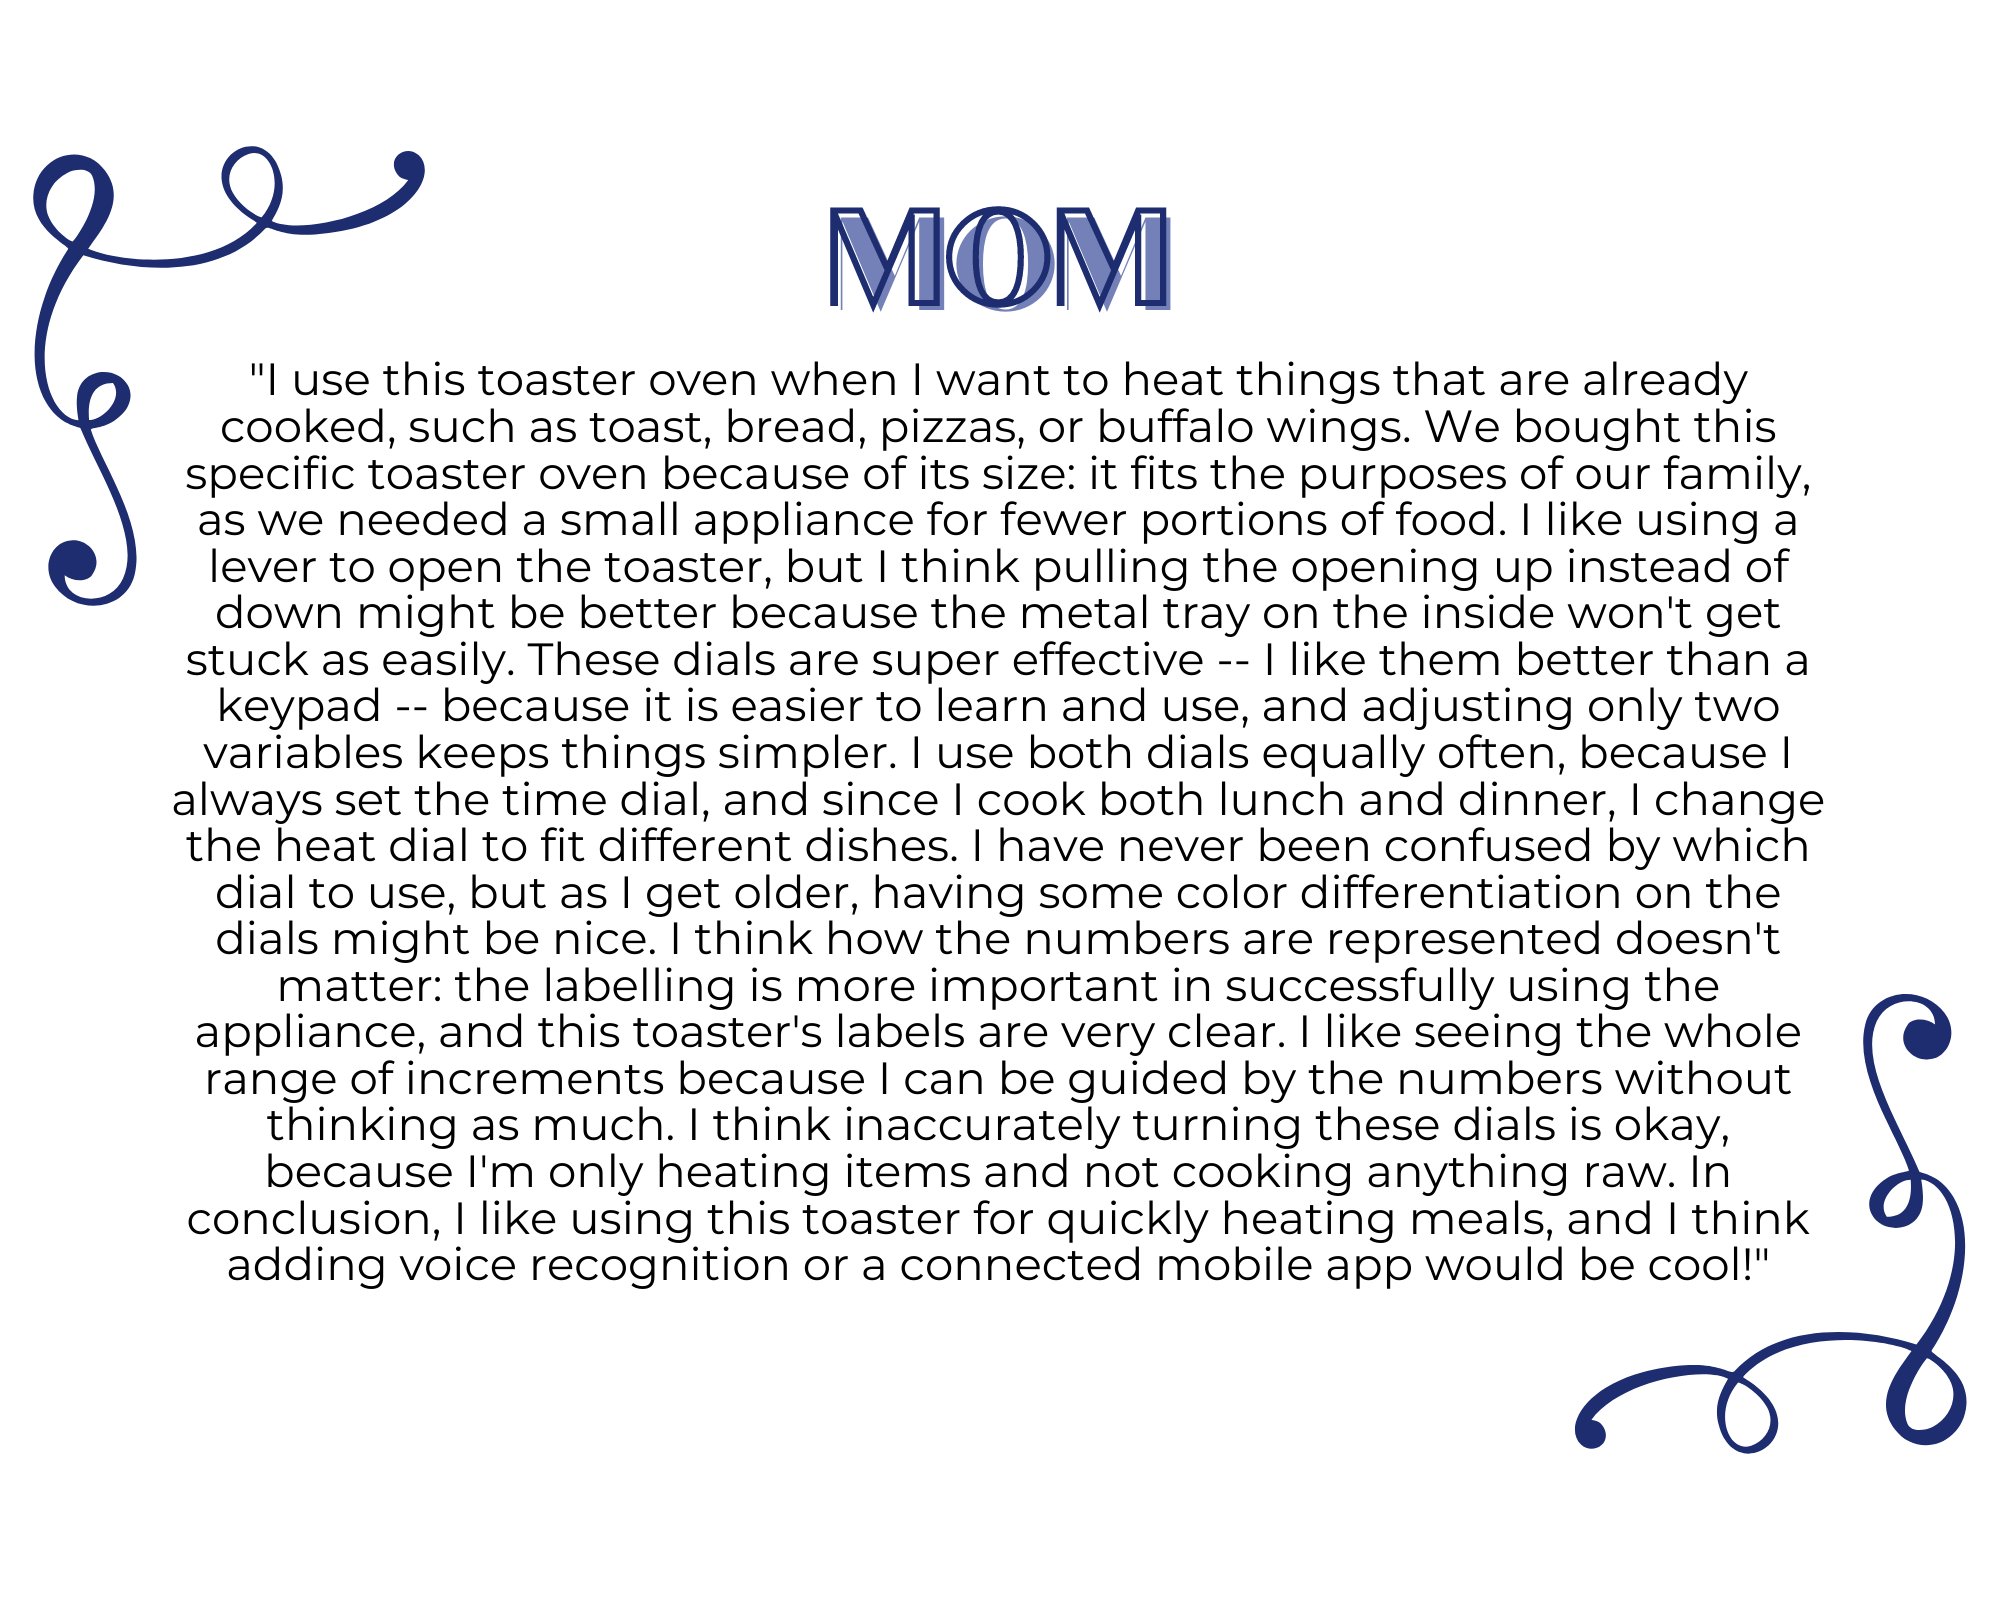 MOM
"I use this toaster oven when I want to heat things that are already
cooked, such as toast, bread, pizzas, or buffalo wings. We bought this
specific toaster oven because of its size: it fits the purposes of our family,
as we needed a small appliance for fewer portions of food. I like using a
lever to open the toaster, but I think pulling the opening up instead of
down might be better because the metal tray on the inside won't get
stuck as easily. These dials are super effective -- I like them better than a
keypad -- because it is easier to learn and use, and adjusting only two
variables keeps things simpler. I use both dials equally often, because I
always set the time dial, and since I cook both lunch and dinner, I change
the heat dial to fit different dishes. I have never been confused by which
dial to use, but as I get older, having some color differentiation on the
dials might be nice. I think how the numbers are represented doesn't
matter: the labelling is more important in successfully using the
appliance, and this toaster's labels are very clear. I like seeing the whole
range of increments because I can be guided by the numbers without
thinking as much. I think inaccurately turning these dials is okay,
because I'm only heating items and not cooking anything raw. In
conclusion, I like using this toaster for quickly heating meals, and I think
adding voice recognition or a connected mobile app would be cool!"